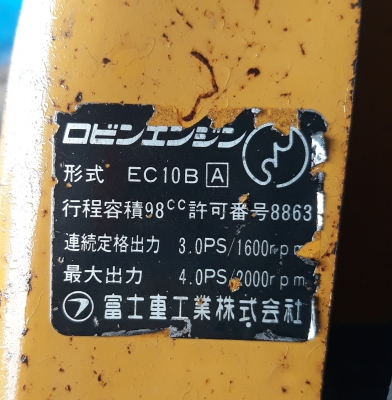 ロビンエンジン
形式 EC10B A
行程容積98cc許可番号8863
連続定格出力 3.0PS/1600rpm
最大出力 4.0PS/2000rpm
富士重工業株式会社